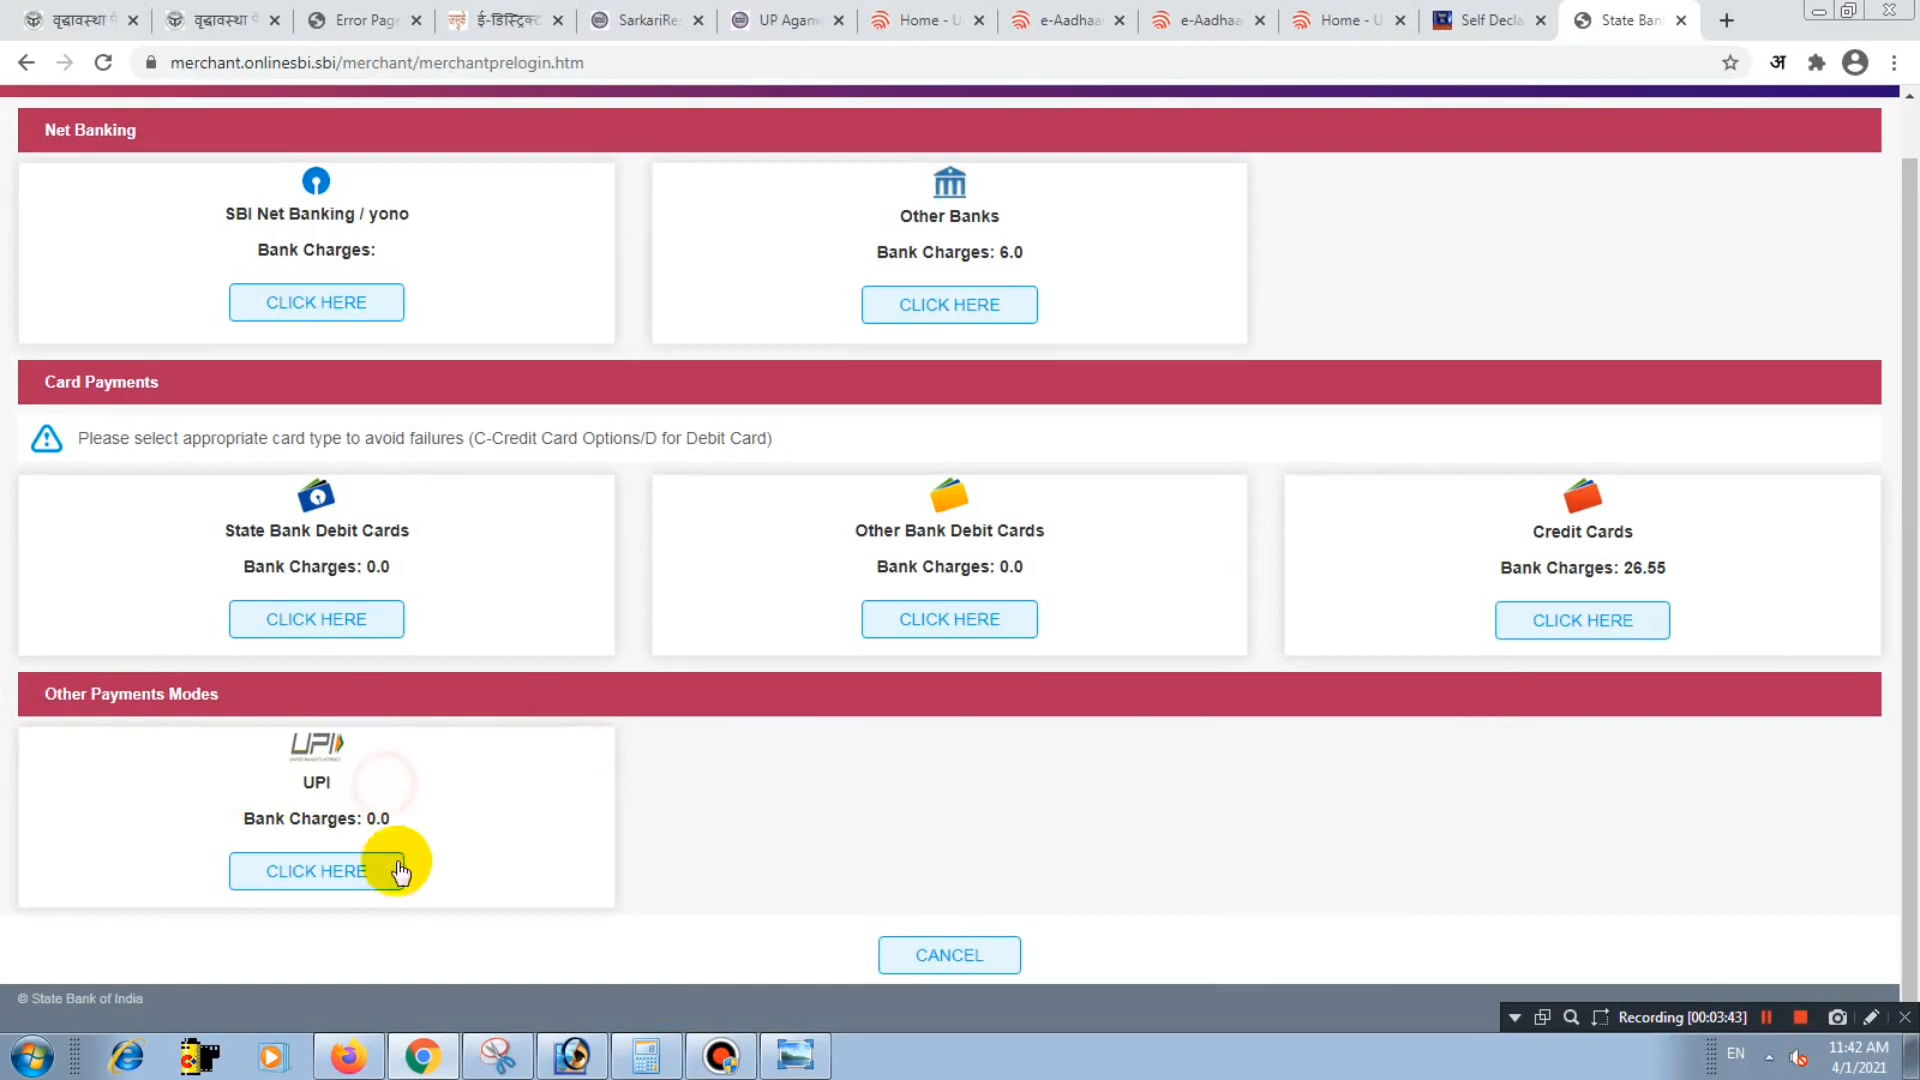 वृद्धावस्था
वृद्धावस्था
Error Pag
ई-डिस्ट्रिक्ट
SarkariRe
UP Agan
Home - U
e-Aadhaa
e-Aadhaa
Home - U
Self Decla
State Ban
merchant.onlinesbi.sbi/merchant/merchantprelogin.htm
अ
Net Banking
SBI Net Banking / yono
Bank Charges:
CLICK HERE
Other Banks
Bank Charges: 6.0
CLICK HERE
Card Payments
Please select appropriate card type to avoid failures (C-Credit Card Options/D for Debit Card)
State Bank Debit Cards
Bank Charges: 0.0
CLICK HERE
Other Bank Debit Cards
Bank Charges: 0.0
CLICK HERE
Credit Cards
Bank Charges: 26.55
CLICK HERE
Other Payments Modes
UPI
UPI
Bank Charges: 0.0
CLICK HERE
CANCEL
© State Bank of India
Recording [00:03:43]
EN
11:42 AM
4/1/2021